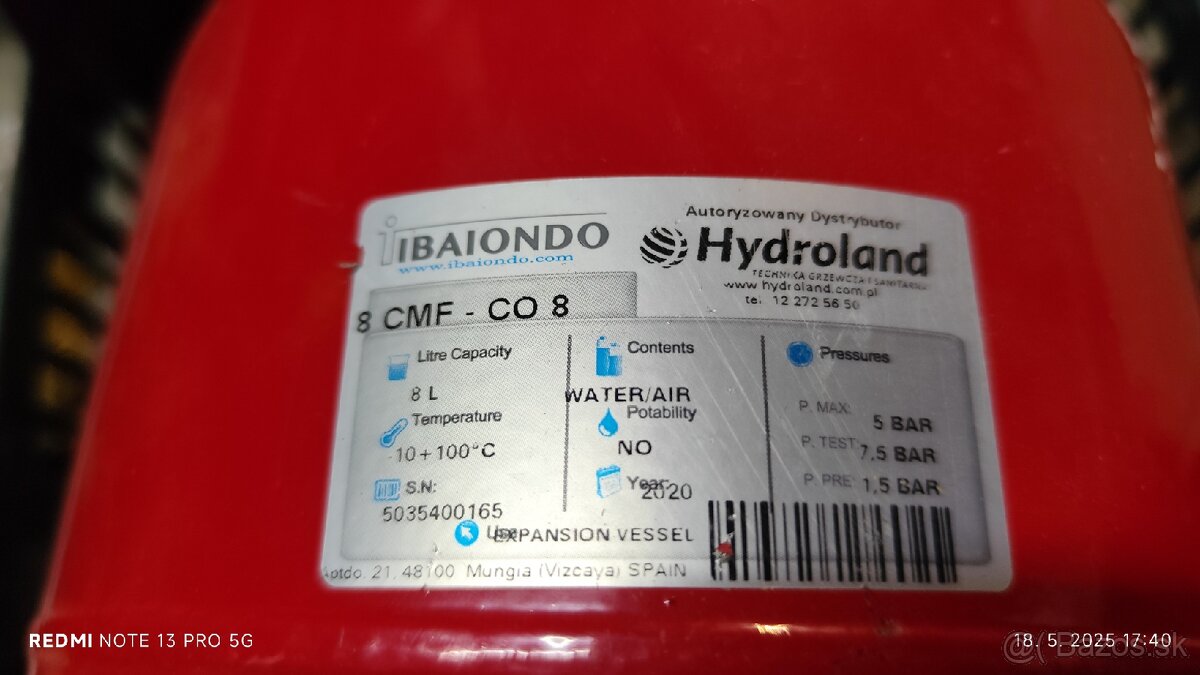 IBAIONDO
www.ibaiondo.com
Autoryzowany Dystrybutor
Hydroland
TECHNIKA GRZEWCZA I SANITARNA
www.hydroland.com.pl
tel. 12 272 56 50
8 CMF - CO 8
Litre Capacity
8 L
Temperature
-10+100°C
S.N:
5035400165
Contents
WATER/AIR
Potability
NO
Year:
2020
Use:
EXPANSION VESSEL
Pressures
P. MAX: 5 BAR
P. TEST: 7.5 BAR
P. PRE: 1,5 BAR
Aptdo. 21, 48100 Mungia (Vizcaya) SPAIN
REDMI NOTE 13 PRO 5G
18. 5. 2025 17:40
Bazos.sk